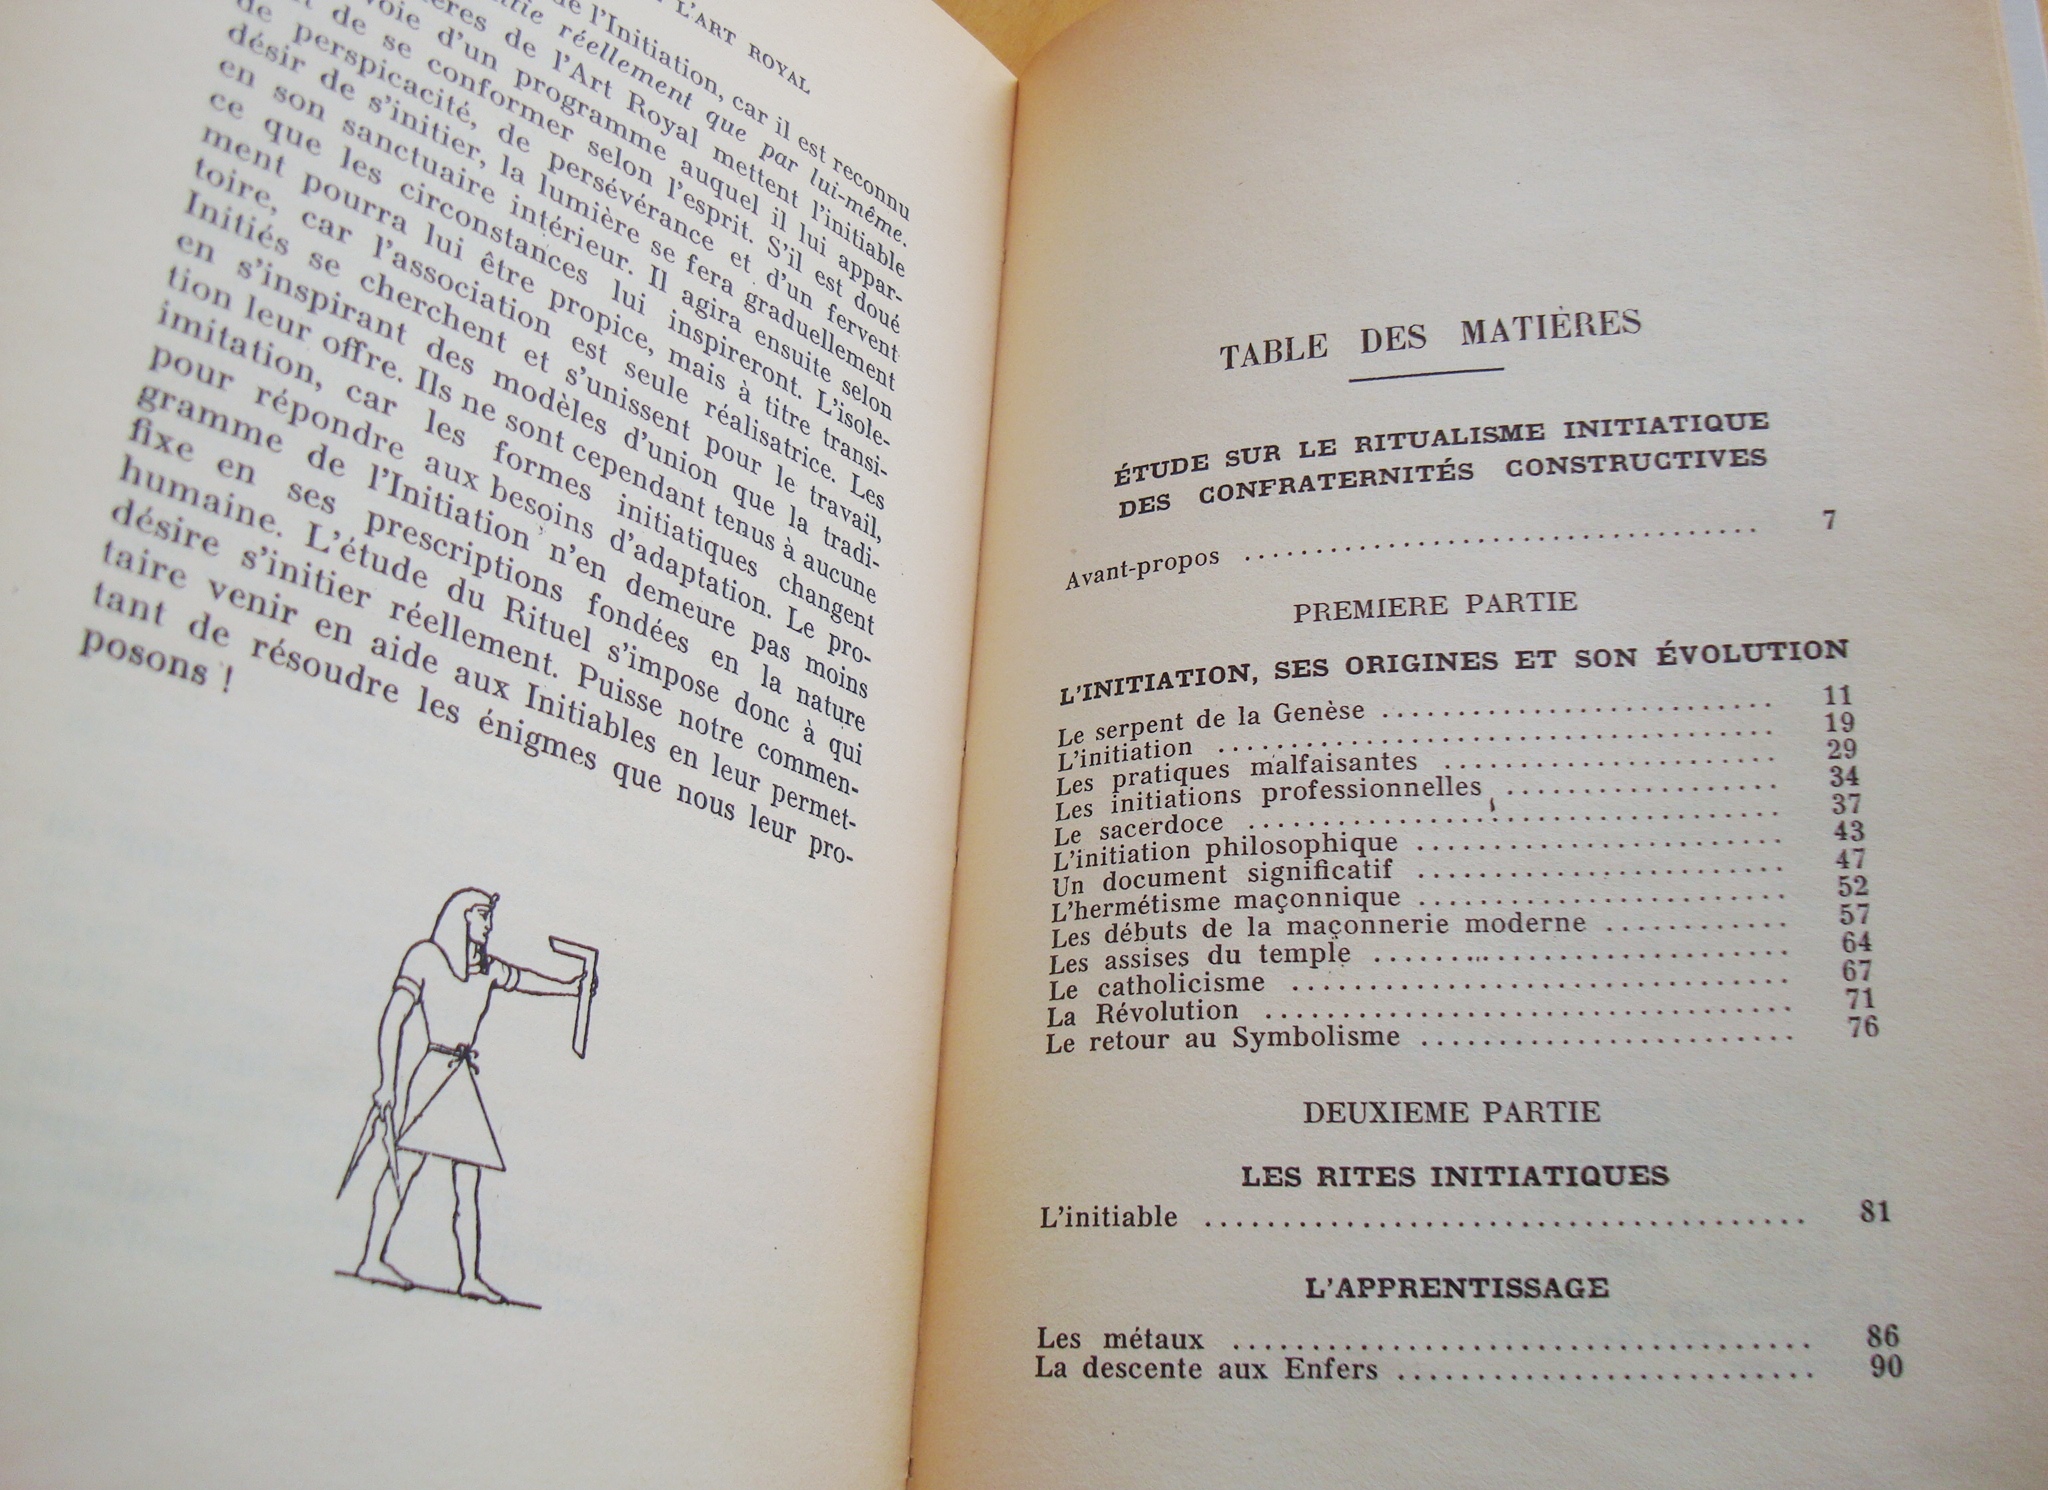 L'ART ROYAL
de l'Initiation, car il est reconnu
réellement que par lui-même.
de l'Art Royal mettent l'initiable
voie d'un programme auquel il lui appar-
de se conformer selon l'esprit. S'il est doué
de perspicacité, de persévérance et d'un fervent
désir de s'initier, la lumière se fera graduellement
en son sanctuaire intérieur. Il agira ensuite selon
ce que les circonstances lui inspireront. L'isole-
ment pourra lui être propice, mais à titre transi-
toire, car l'association est seule réalisatrice. Les
Initiés se cherchent et s'unissent pour le travail,
en s'inspirant des modèles d'union que la tradi-
tion leur offre. Ils ne sont cependant tenus à aucune
imitation, car les formes initiatiques changent
pour répondre aux besoins d'adaptation. Le pro-
gramme de l'Initiation n'en demeure pas moins
fixe en ses prescriptions fondées en la nature
humaine. L'étude du Rituel s'impose donc à qui
désire s'initier réellement. Puisse notre commen-
taire venir en aide aux Initiables en leur permet-
tant de résoudre les énigmes que nous leur pro-
posons !
TABLE DES MATIÈRES
ÉTUDE SUR LE RITUALISME INITIATIQUE
DES CONFRATERNITÉS CONSTRUCTIVES
Avant-propos .................................... 7
PREMIERE PARTIE
L'INITIATION, SES ORIGINES ET SON ÉVOLUTION
Le serpent de la Genèse ........................... 11
L'initiation ...................................... 19
Les pratiques malfaisantes ....................... 29
Les initiations professionnelles ................... 34
Le sacerdoce .................................... 37
L'initiation philosophique ......................... 43
Un document significatif ......................... 47
L'hermétisme maçonnique ......................... 52
Les débuts de la maçonnerie moderne ............. 57
Les assises du temple ............................ 64
Le catholicisme .................................. 67
La Révolution .................................... 71
Le retour au Symbolisme .......................... 76
DEUXIEME PARTIE
LES RITES INITIATIQUES
L'initiable ........................................ 81
L'APPRENTISSAGE
Les métaux ...................................... 86
La descente aux Enfers ............................ 90